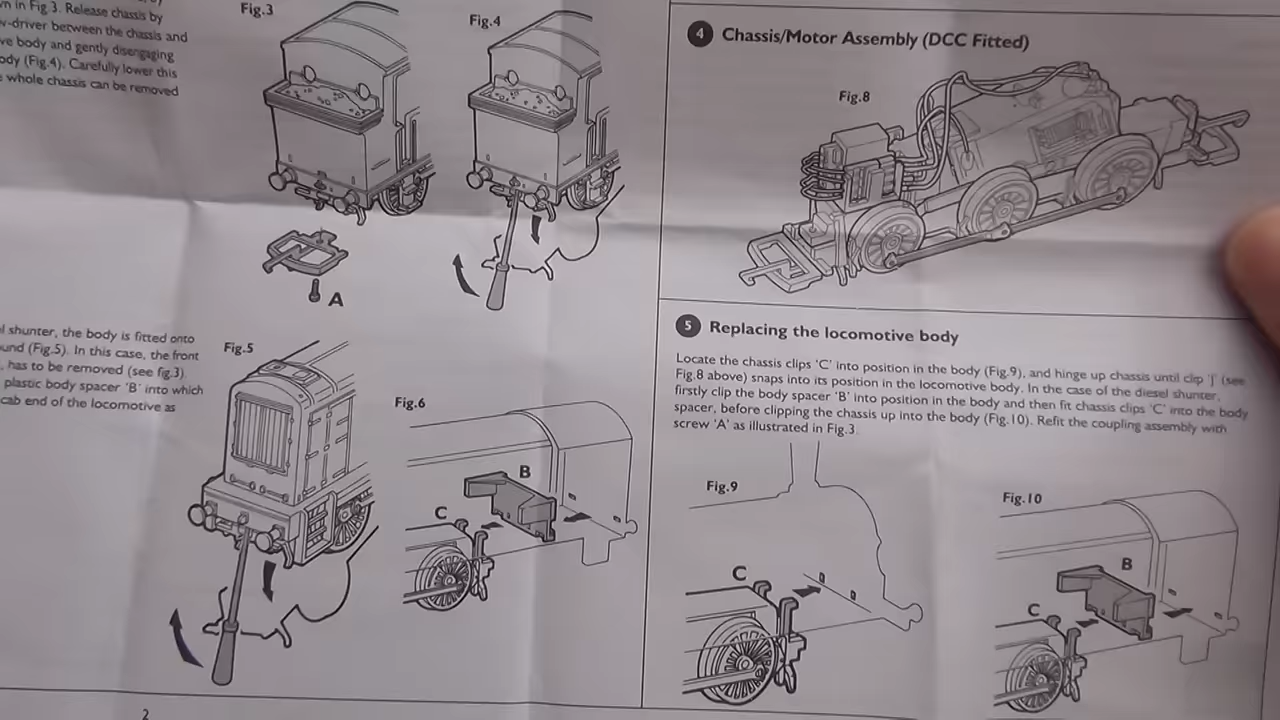 n in Fig 3. Release chassis by
w-driver between the chassis and
ve body and gently disengaging
ody (Fig.4). Carefully lower this
whole chassis can be removed
Fig.3
Fig.4
A
l shunter, the body is fitted onto
und (Fig.5). In this case, the front
, has to be removed (see fig.3).
plastic body spacer 'B' into which
cab end of the locomotive as
Fig.5
Fig.6
B
C
2
4 Chassis/Motor Assembly (DCC Fitted)
Fig.8
5 Replacing the locomotive body
Locate the chassis clips 'C' into position in the body (Fig.9), and hinge up chassis until clip 'J' (see
Fig.8 above) snaps into its position in the locomotive body. In the case of the diesel shunter,
firstly clip the body spacer 'B' into position in the body and then fit chassis clips 'C' into the body
spacer, before clipping the chassis up into the body (Fig.10). Refit the coupling assembly with
screw 'A' as illustrated in Fig.3
Fig.9
C
Fig.10
B
C